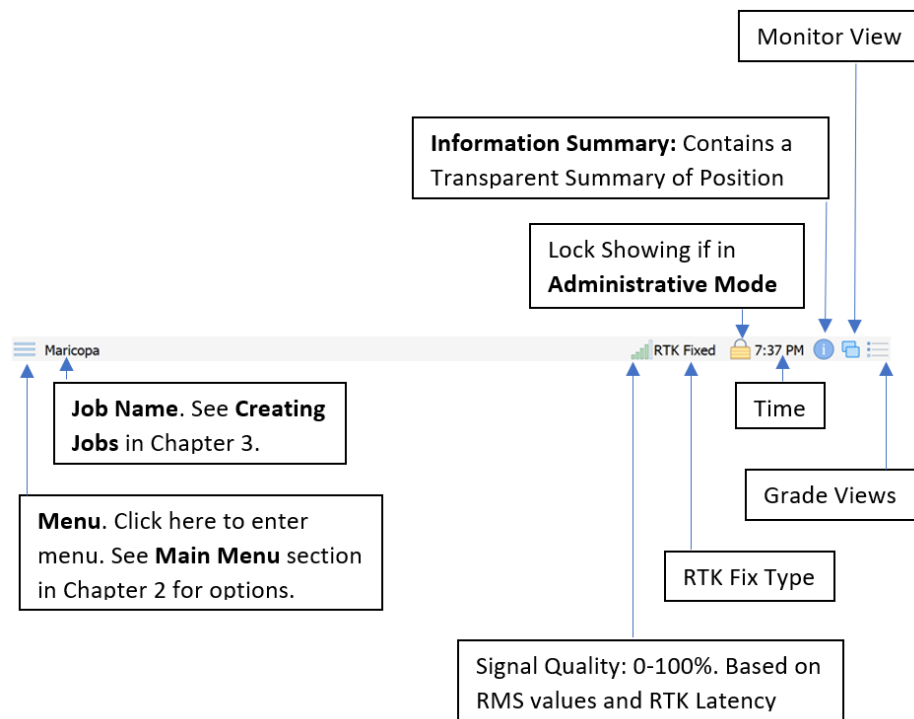 Monitor View
Information Summary: Contains a
Transparent Summary of Position
Lock Showing if in
Administrative Mode
Maricopa
RTK Fixed
7:37 PM
Job Name. See Creating
Jobs in Chapter 3.
Time
Menu. Click here to enter
menu. See Main Menu section
in Chapter 2 for options.
Grade Views
RTK Fix Type
Signal Quality: 0-100%. Based on
RMS values and RTK Latency